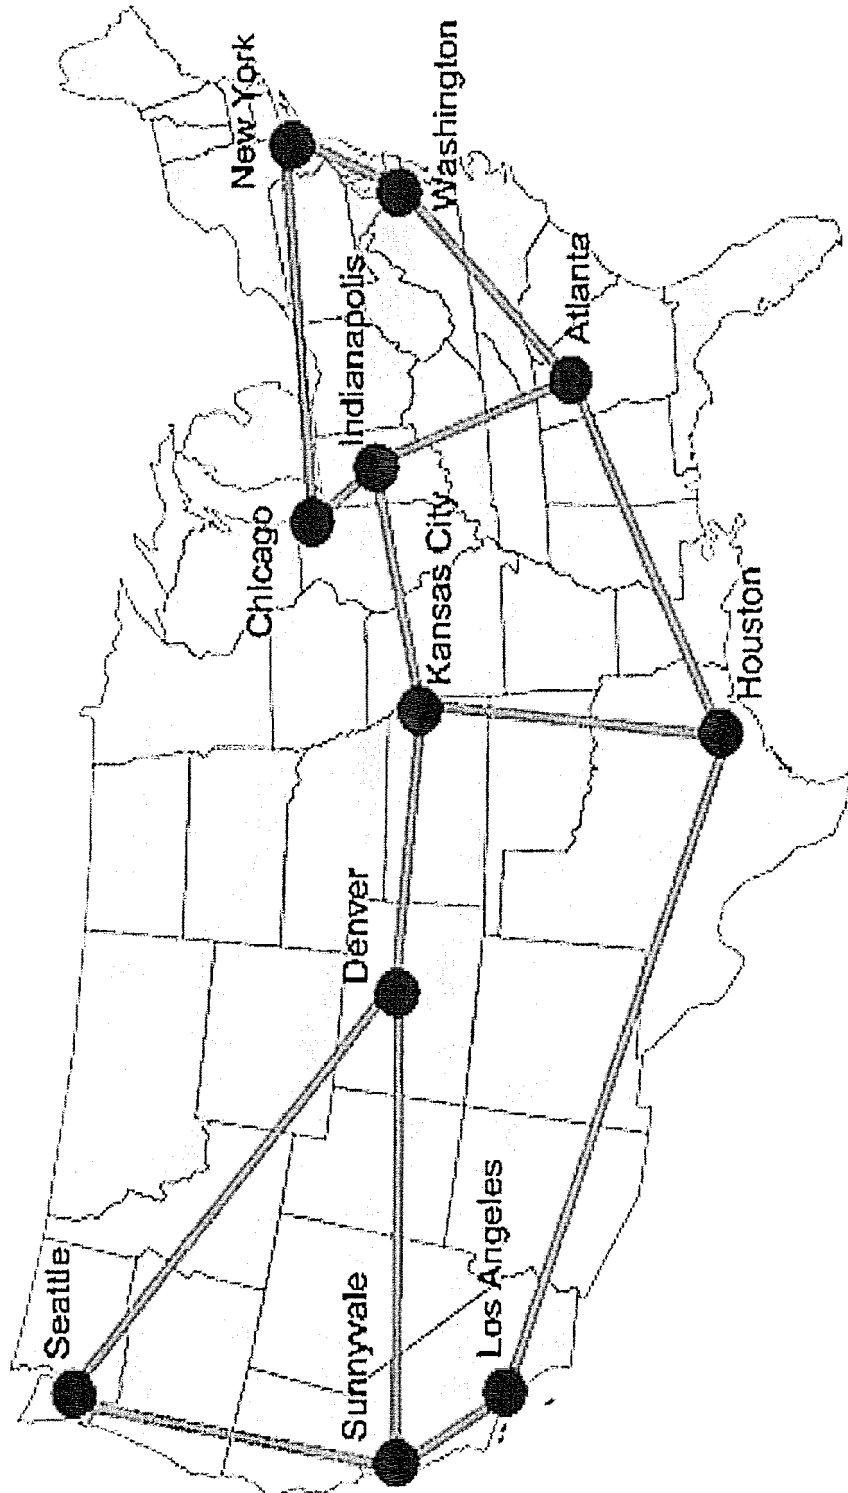 Seattle
Sunnyvale
Los Angeles
Denver
Kansas City
Houston
Chicago
Indianapolis
Atlanta
New York
Washington